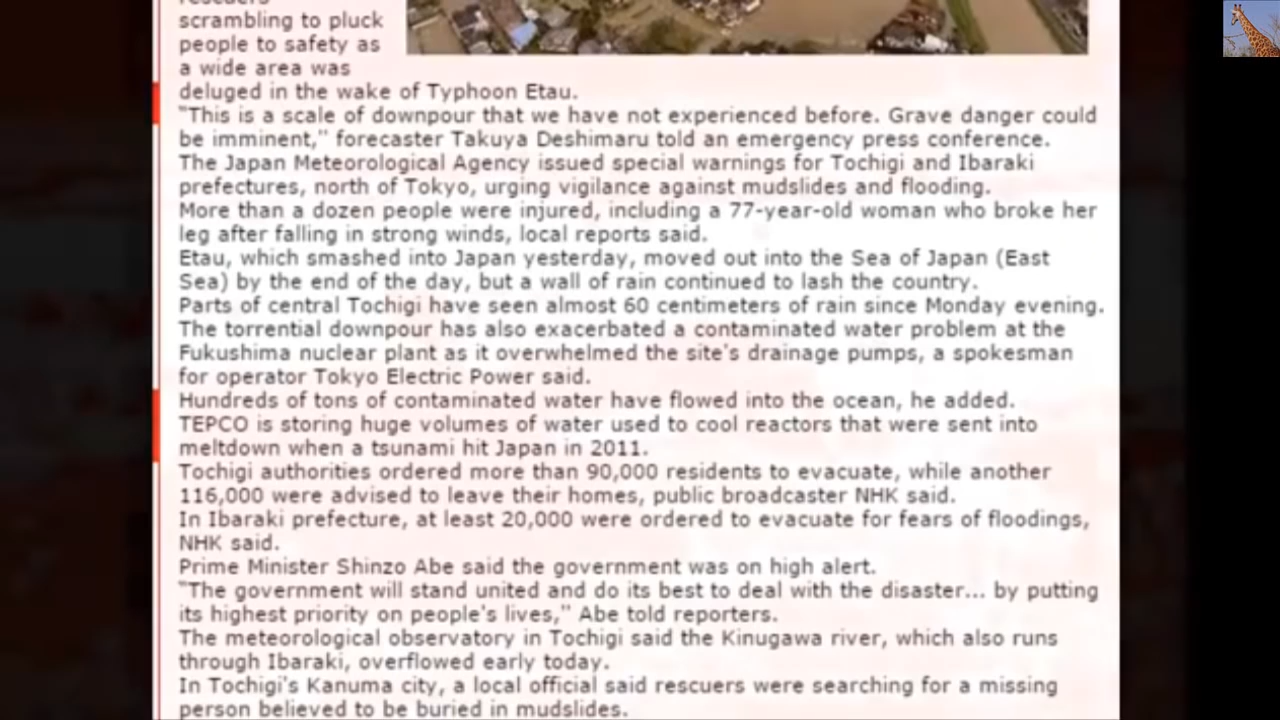 scrambling to pluck
people to safety as
a wide area was
deluged in the wake of Typhoon Etau.
"This is a scale of downpour that we have not experienced before. Grave danger could
be imminent," forecaster Takuya Deshimaru told an emergency press conference.
The Japan Meteorological Agency issued special warnings for Tochigi and Ibaraki
prefectures, north of Tokyo, urging vigilance against mudslides and flooding.
More than a dozen people were injured, including a 77-year-old woman who broke her
leg after falling in strong winds, local reports said.
Etau, which smashed into Japan yesterday, moved out into the Sea of Japan (East
Sea) by the end of the day, but a wall of rain continued to lash the country.
Parts of central Tochigi have seen almost 60 centimeters of rain since Monday evening.
The torrential downpour has also exacerbated a contaminated water problem at the
Fukushima nuclear plant as it overwhelmed the site's drainage pumps, a spokesman
for operator Tokyo Electric Power said.
Hundreds of tons of contaminated water have flowed into the ocean, he added.
TEPCO is storing huge volumes of water used to cool reactors that were sent into
meltdown when a tsunami hit Japan in 2011.
Tochigi authorities ordered more than 90,000 residents to evacuate, while another
116,000 were advised to leave their homes, public broadcaster NHK said.
In Ibaraki prefecture, at least 20,000 were ordered to evacuate for fears of floodings,
NHK said.
Prime Minister Shinzo Abe said the government was on high alert.
"The government will stand united and do its best to deal with the disaster... by putting
its highest priority on people's lives," Abe told reporters.
The meteorological observatory in Tochigi said the Kinugawa river, which also runs
through Ibaraki, overflowed early today.
In Tochigi's Kanuma city, a local official said rescuers were searching for a missing
person believed to be buried in mudslides.